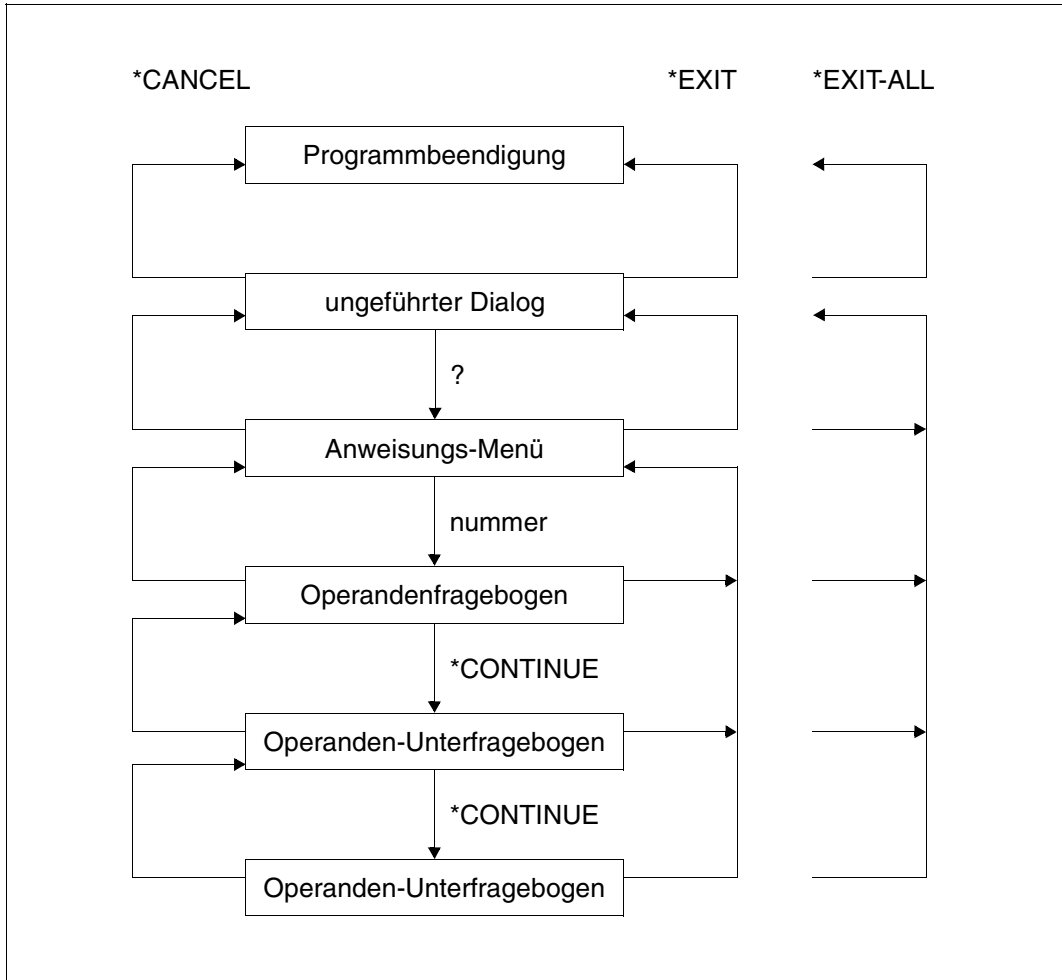 *CANCEL *EXIT *EXIT-ALL
Programmbeendigung
ungeführter Dialog
?
Anweisungs-Menü
nummer
Operandenfragebogen
*CONTINUE
Operanden-Unterfragebogen
*CONTINUE
Operanden-Unterfragebogen